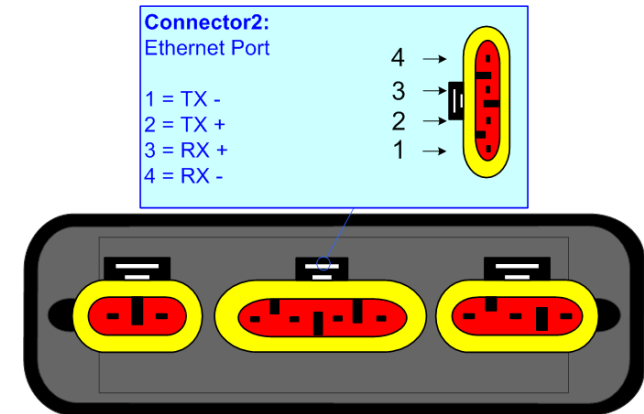 Connector2:
Ethernet Port
1 = TX -
2 = TX +
3 = RX +
4 = RX -
4
3
2
1